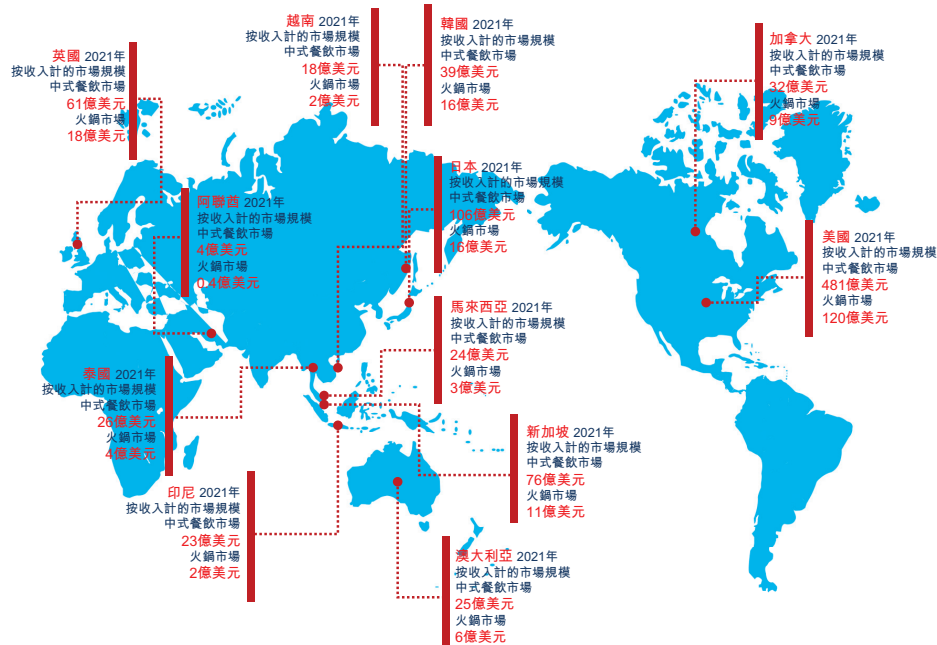 英國 2021年
按收入計的市場規模
中式餐飲市場
61億美元
火鍋市場
18億美元
越南 2021年
按收入計的市場規模
中式餐飲市場
18億美元
火鍋市場
2億美元
韓國 2021年
按收入計的市場規模
中式餐飲市場
39億美元
火鍋市場
16億美元
加拿大 2021年
按收入計的市場規模
中式餐飲市場
32億美元
火鍋市場
9億美元
阿聯酋 2021年
按收入計的市場規模
中式餐飲市場
4億美元
火鍋市場
0.4億美元
日本 2021年
按收入計的市場規模
中式餐飲市場
106億美元
火鍋市場
16億美元
美國 2021年
按收入計的市場規模
中式餐飲市場
481億美元
火鍋市場
120億美元
馬來西亞 2021年
按收入計的市場規模
中式餐飲市場
24億美元
火鍋市場
3億美元
泰國 2021年
按收入計的市場規模
中式餐飲市場
26億美元
火鍋市場
4億美元
新加坡 2021年
按收入計的市場規模
中式餐飲市場
76億美元
火鍋市場
11億美元
印尼 2021年
按收入計的市場規模
中式餐飲市場
23億美元
火鍋市場
2億美元
澳大利亞 2021年
按收入計的市場規模
中式餐飲市場
25億美元
火鍋市場
6億美元